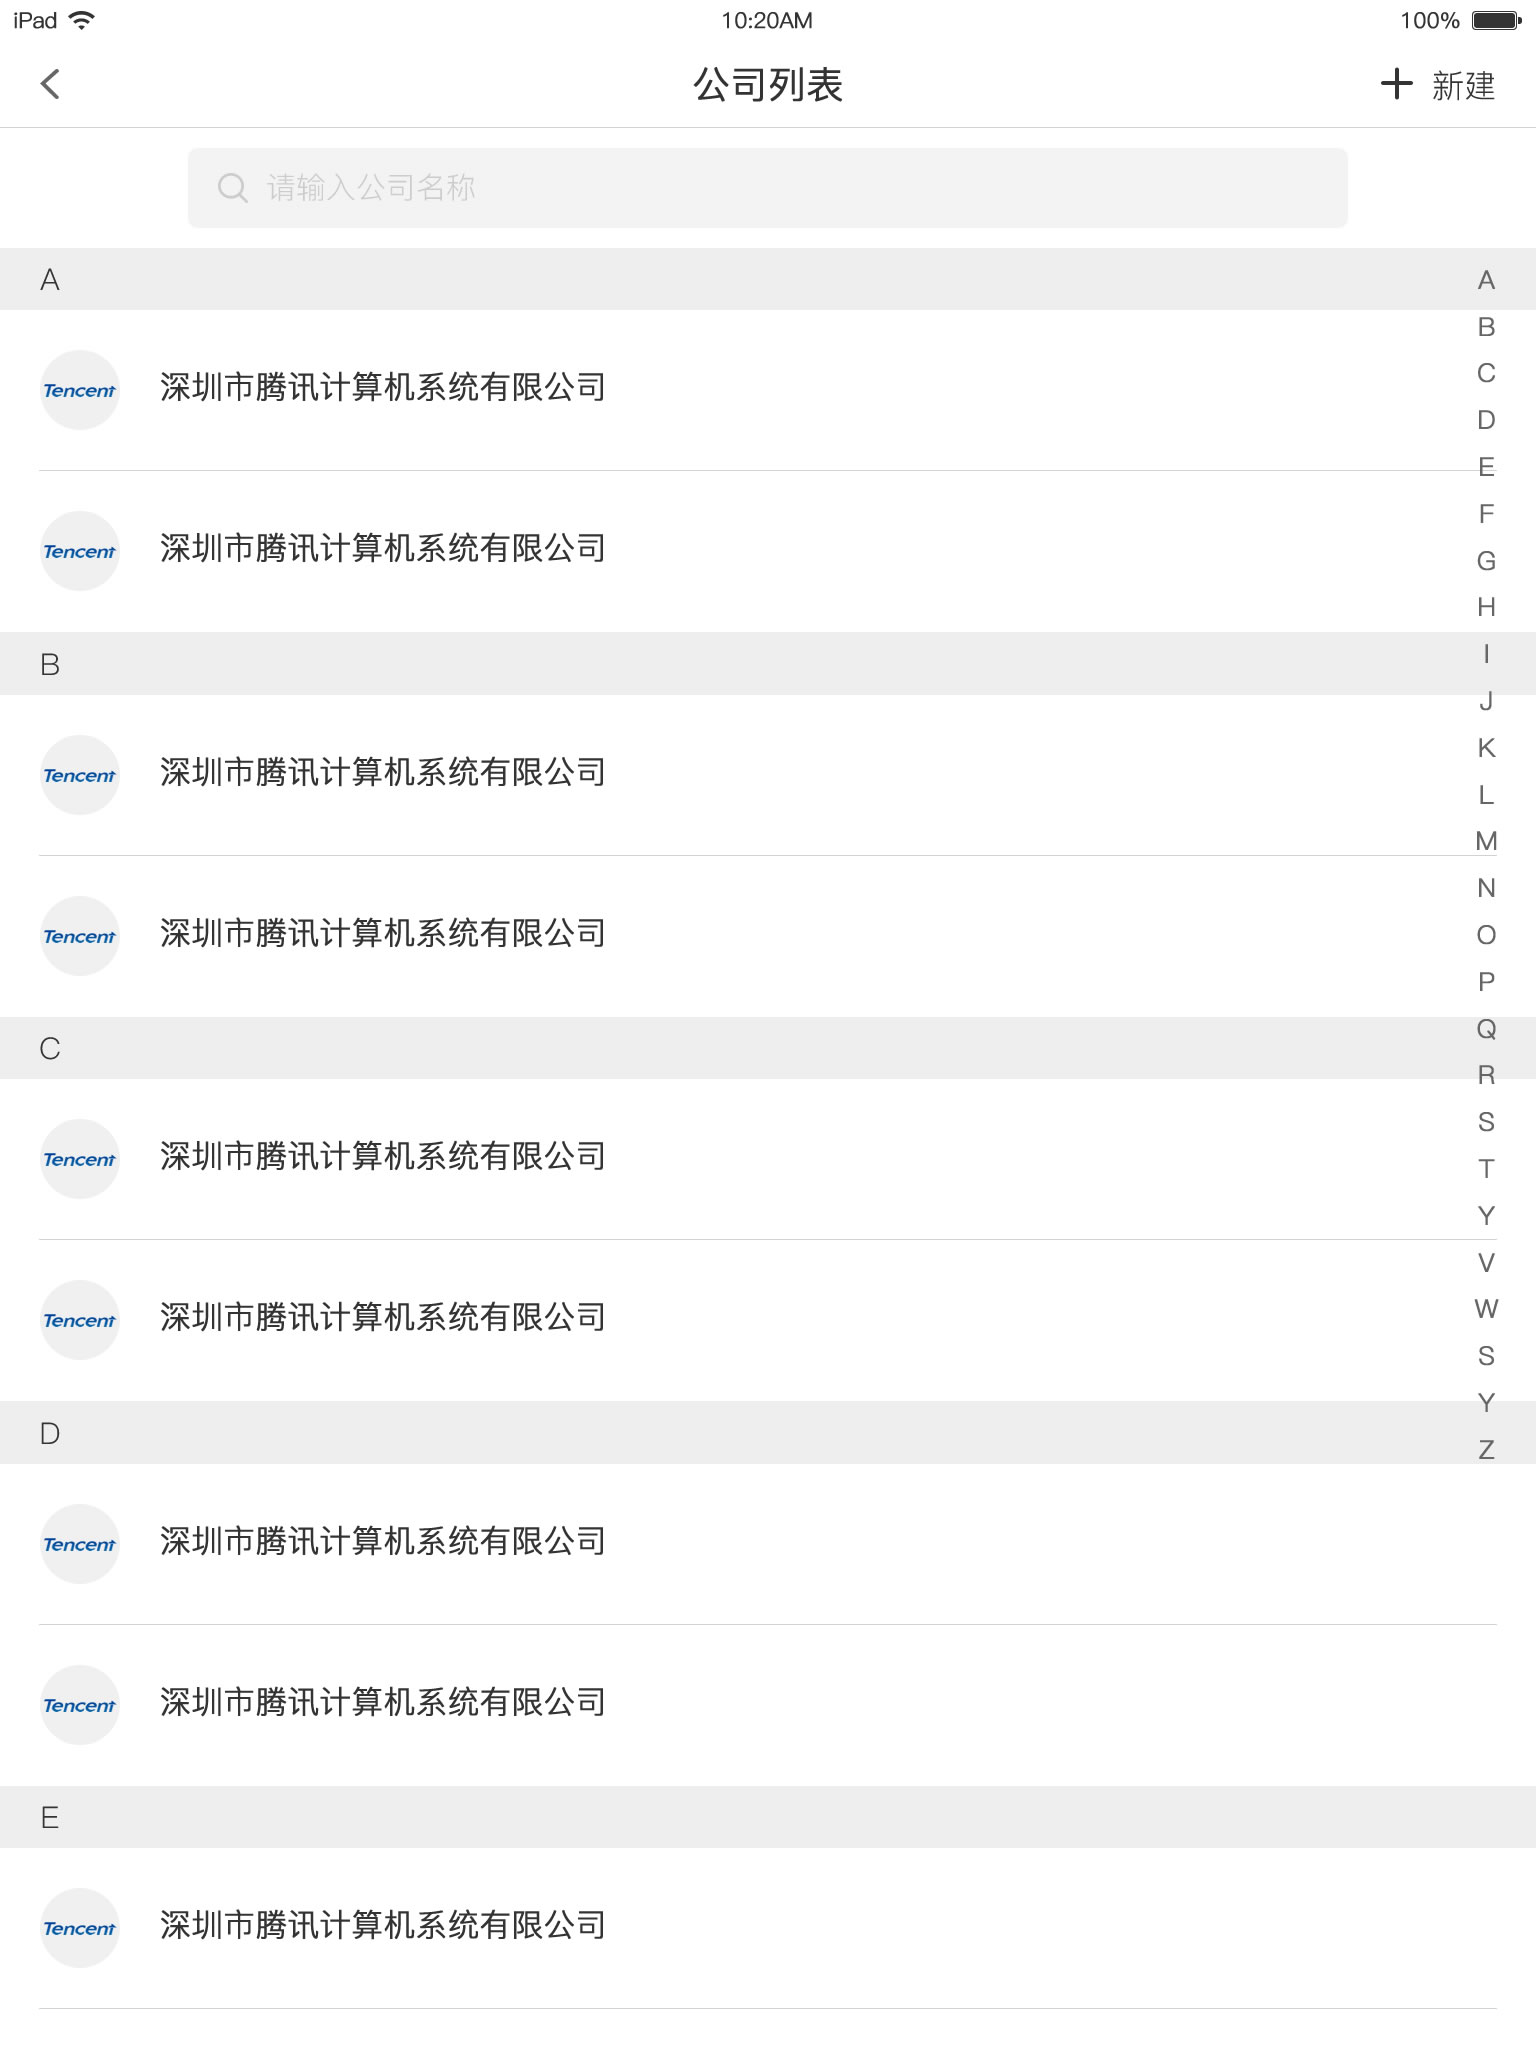 iPad 10:20AM 100%
公司列表 新建
请输入公司名称
A
Tencent 深圳市腾讯计算机系统有限公司
Tencent 深圳市腾讯计算机系统有限公司
B
Tencent 深圳市腾讯计算机系统有限公司
Tencent 深圳市腾讯计算机系统有限公司
C
Tencent 深圳市腾讯计算机系统有限公司
Tencent 深圳市腾讯计算机系统有限公司
D
Tencent 深圳市腾讯计算机系统有限公司
Tencent 深圳市腾讯计算机系统有限公司
E
Tencent 深圳市腾讯计算机系统有限公司
A
B
C
D
E
F
G
H
I
J
K
L
M
N
O
P
Q
R
S
T
Y
V
W
S
Y
Z